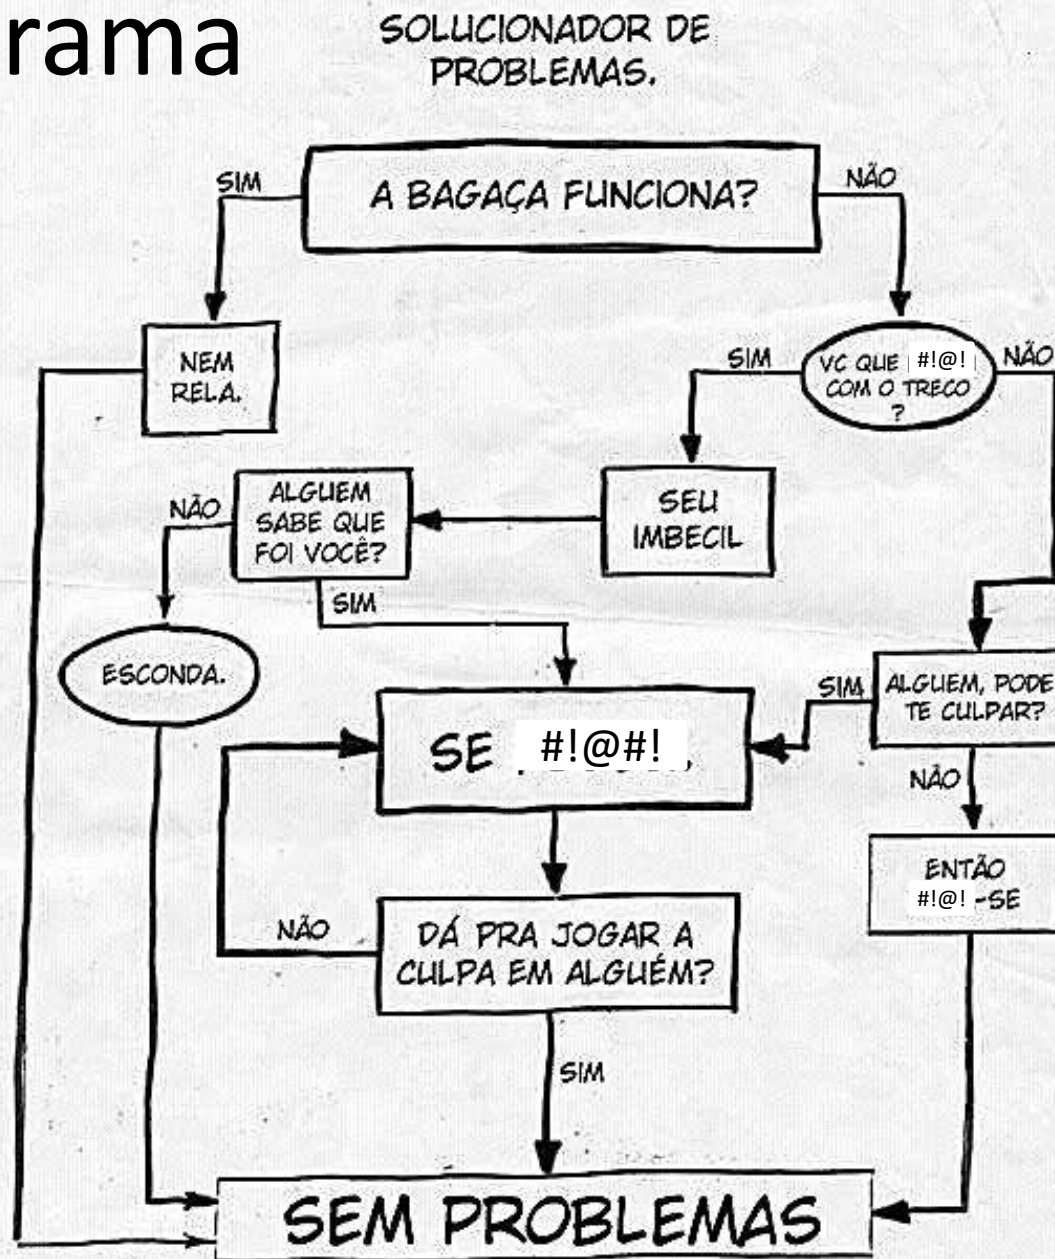 rama
SOLUCIONADOR DE
PROBLEMAS.
A BAGAÇA FUNCIONA?
SIM
NÃO
NEM
RELA.
VC QUE #!@!
COM O TRECO
?
SIM
NÃO
SEU
IMBECIL
ALGUEM
SABE QUE
FOI VOCÊ?
NÃO
SIM
ESCONDA.
ALGUEM, PODE
TE CULPAR?
SIM
NÃO
SE #!@#!
ENTÃO
#!@! -SE
DÁ PRA JOGAR A
CULPA EM ALGUÉM?
NÃO
SIM
SEM PROBLEMAS